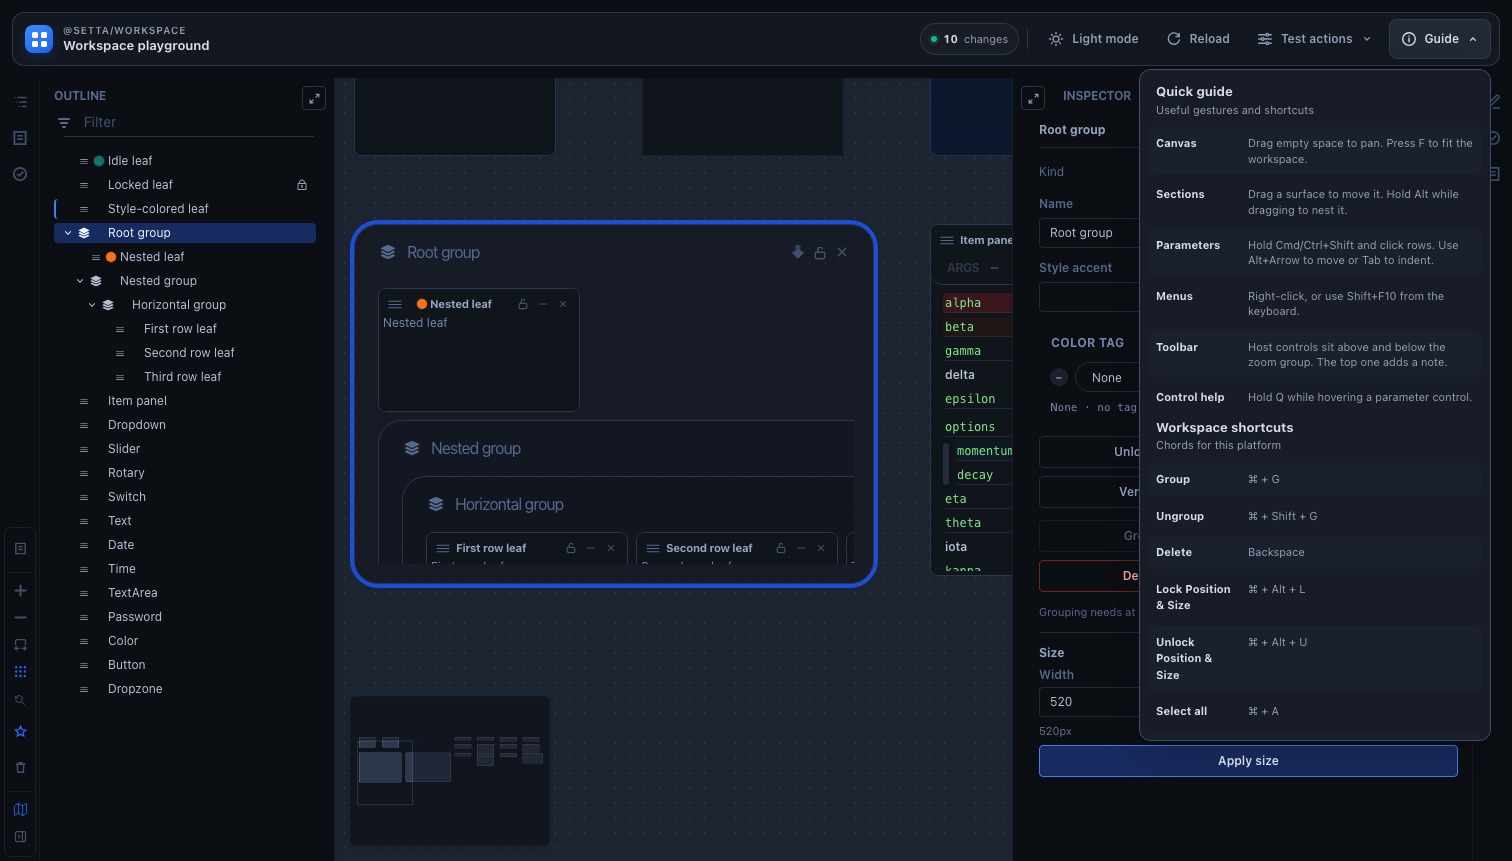 @SETTA/WORKSPACE
Workspace playground
10 changes
Light mode
Reload
Test actions
Guide
OUTLINE
Filter
Idle leaf
Locked leaf
Style-colored leaf
Root group
Nested leaf
Nested group
Horizontal group
First row leaf
Second row leaf
Third row leaf
Item panel
Dropdown
Slider
Rotary
Switch
Text
Date
Time
TextArea
Password
Color
Button
Dropzone
Root group
Nested leaf
Nested leaf
Nested group
Horizontal group
First row leaf
Second row leaf
Item pane
ARGS
alpha
beta
gamma
delta
epsilon
options
momentum
decay
eta
theta
iota
kappa
INSPECTOR
Root group
Kind
Name
Root group
Style accent
COLOR TAG
None
None · no tag
Unlo
Ver
Gr
De
Grouping needs at
Size
Width
520
520px
Apply size
Quick guide
Useful gestures and shortcuts
Canvas
Drag empty space to pan. Press F to fit the
workspace.
Sections
Drag a surface to move it. Hold Alt while
dragging to nest it.
Parameters
Hold Cmd/Ctrl+Shift and click rows. Use
Alt+Arrow to move or Tab to indent.
Menus
Right-click, or use Shift+F10 from the
keyboard.
Toolbar
Host controls sit above and below the
zoom group. The top one adds a note.
Control help
Hold Q while hovering a parameter control.
Workspace shortcuts
Chords for this platform
Group
⌘ + G
Ungroup
⌘ + Shift + G
Delete
Backspace
Lock Position
& Size
⌘ + Alt + L
Unlock
Position &
Size
⌘ + Alt + U
Select all
⌘ + A